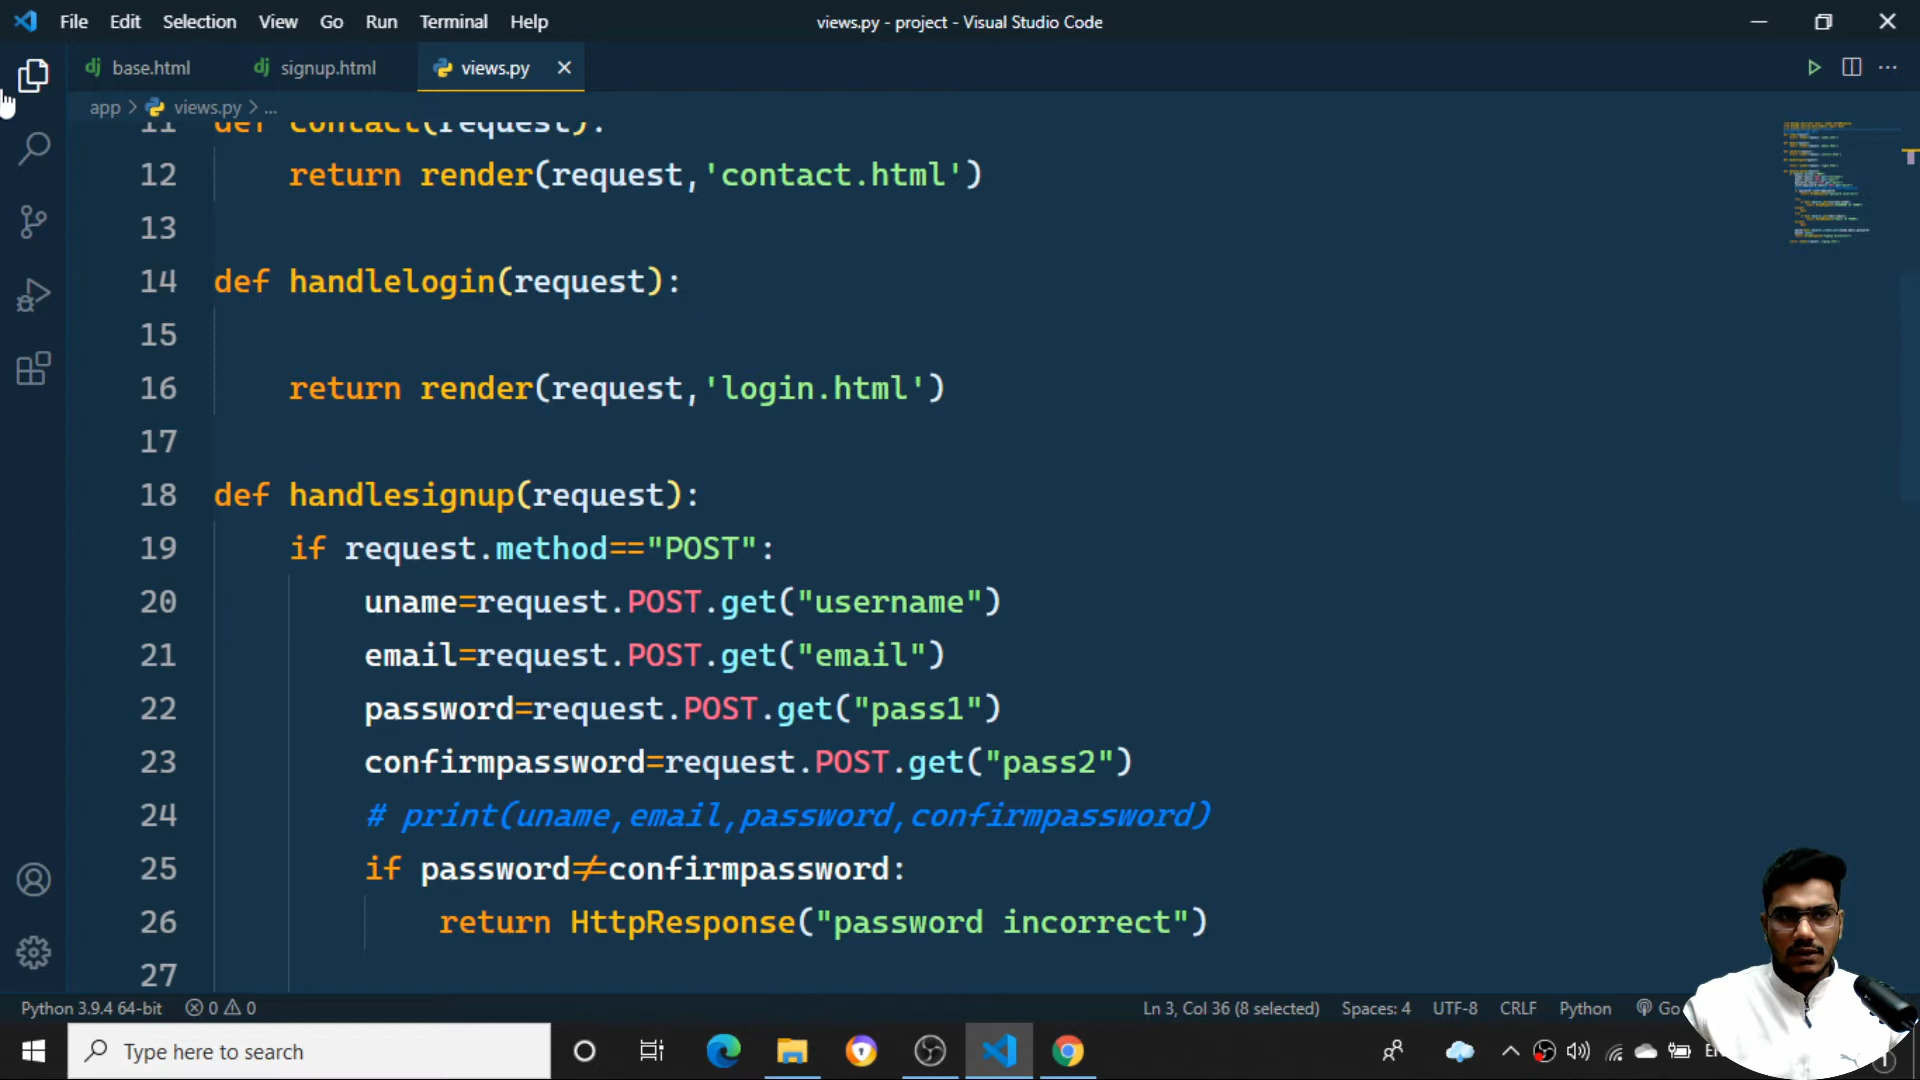 File Edit Selection View Go Run Terminal Help
views.py - project - Visual Studio Code
base.html signup.html views.py
app > views.py > ...
11 def contact(request):
12 return render(request,'contact.html')
13
14 def handlelogin(request):
15
16 return render(request,'login.html')
17
18 def handlesignup(request):
19 if request.method=="POST":
20 uname=request.POST.get("username")
21 email=request.POST.get("email")
22 password=request.POST.get("pass1")
23 confirmpassword=request.POST.get("pass2")
24 # print(uname,email,password,confirmpassword)
25 if password≠confirmpassword:
26 return HttpResponse("password incorrect")
27
Python 3.9.4 64-bit 0 0 Ln 3, Col 36 (8 selected) Spaces: 4 UTF-8 CRLF Python Go
Type here to search